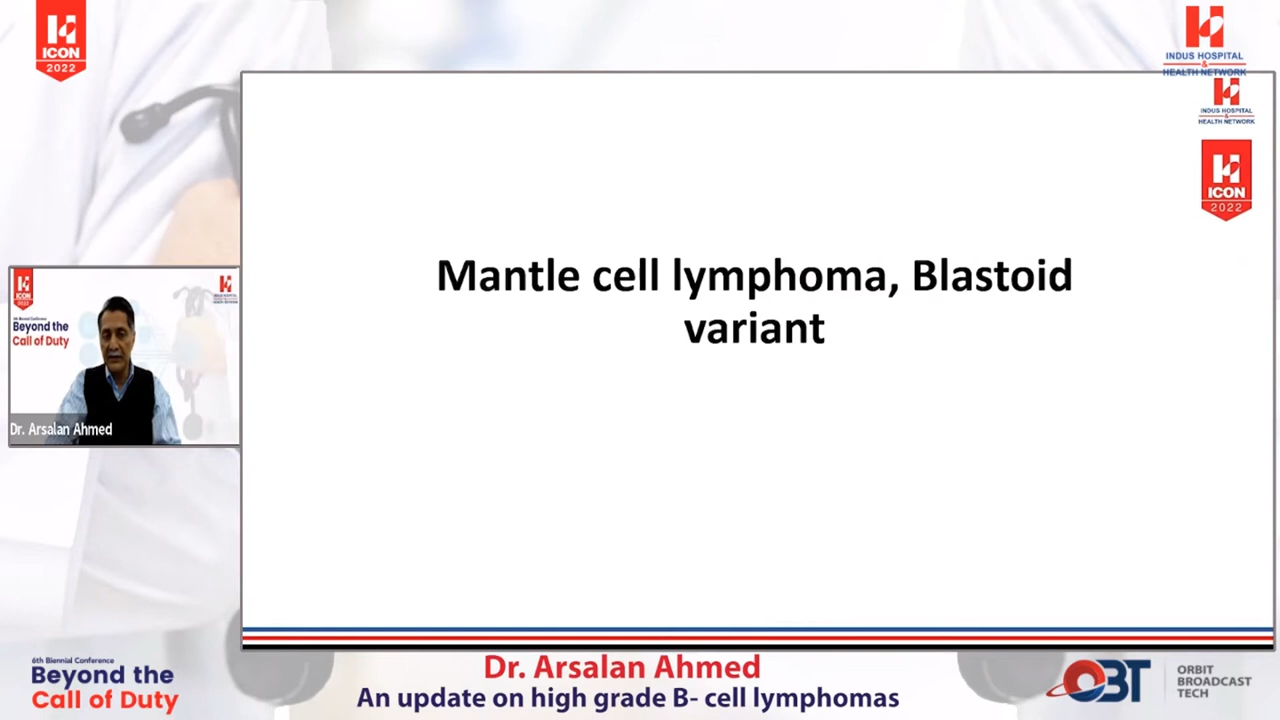 ICON
2022
INDUS HOSPITAL
&
HEALTH NETWORK
INDUS HOSPITAL
&
HEALTH NETWORK
ICON
2022
Mantle cell lymphoma, Blastoid
variant
ICON
Beyond the
Call of Duty
Dr. Arsalan Ahmed
6th Biennial Conference
Beyond the
Call of Duty
Dr. Arsalan Ahmed
An update on high grade B- cell lymphomas
OBT
ORBIT
BROADCAST
TECH